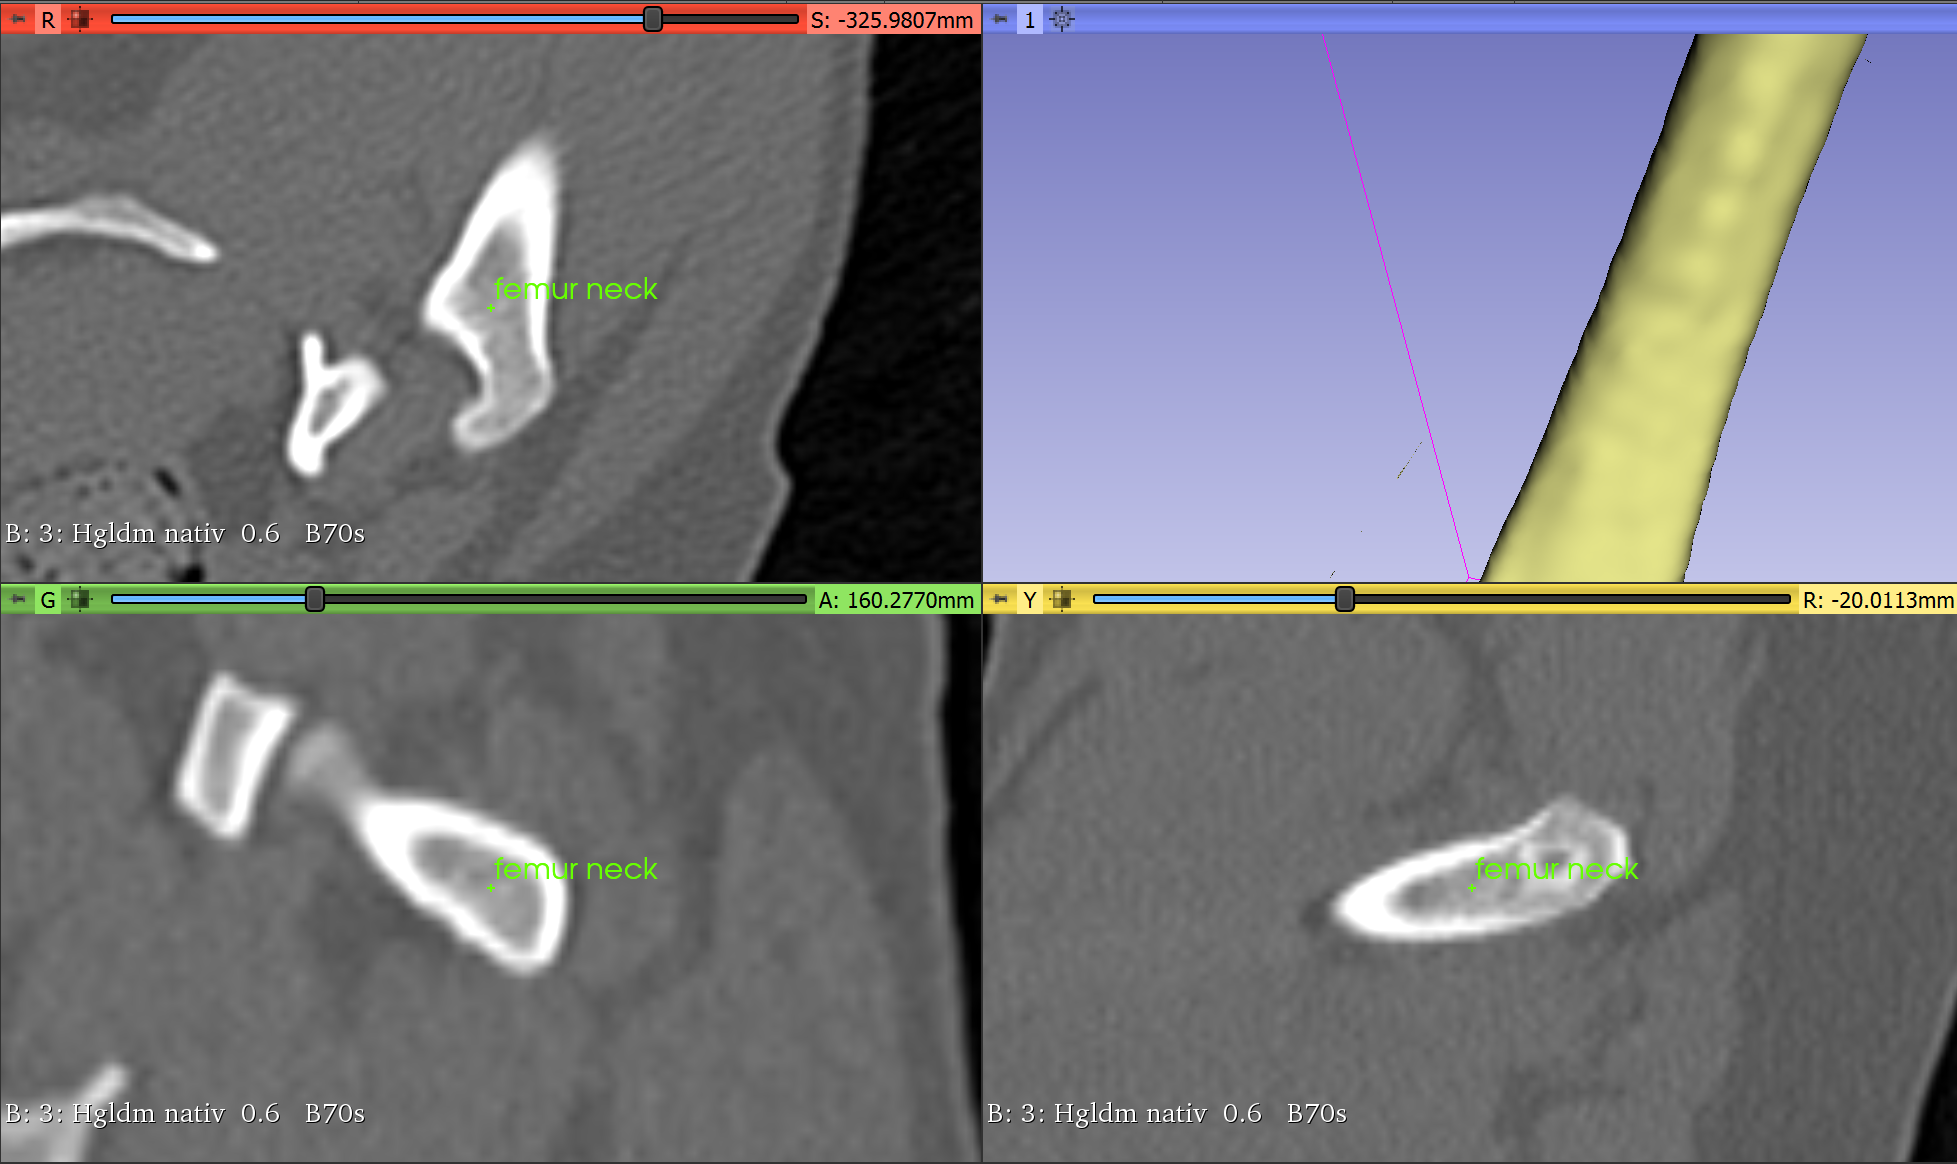 R
S: -325.9807mm
1
femur neck
B: 3: Hgldm nativ 0.6 B70s
G
A: 160.2770mm
Y
R: -20.0113mm
femur neck
B: 3: Hgldm nativ 0.6 B70s
femur neck
B: 3: Hgldm nativ 0.6 B70s